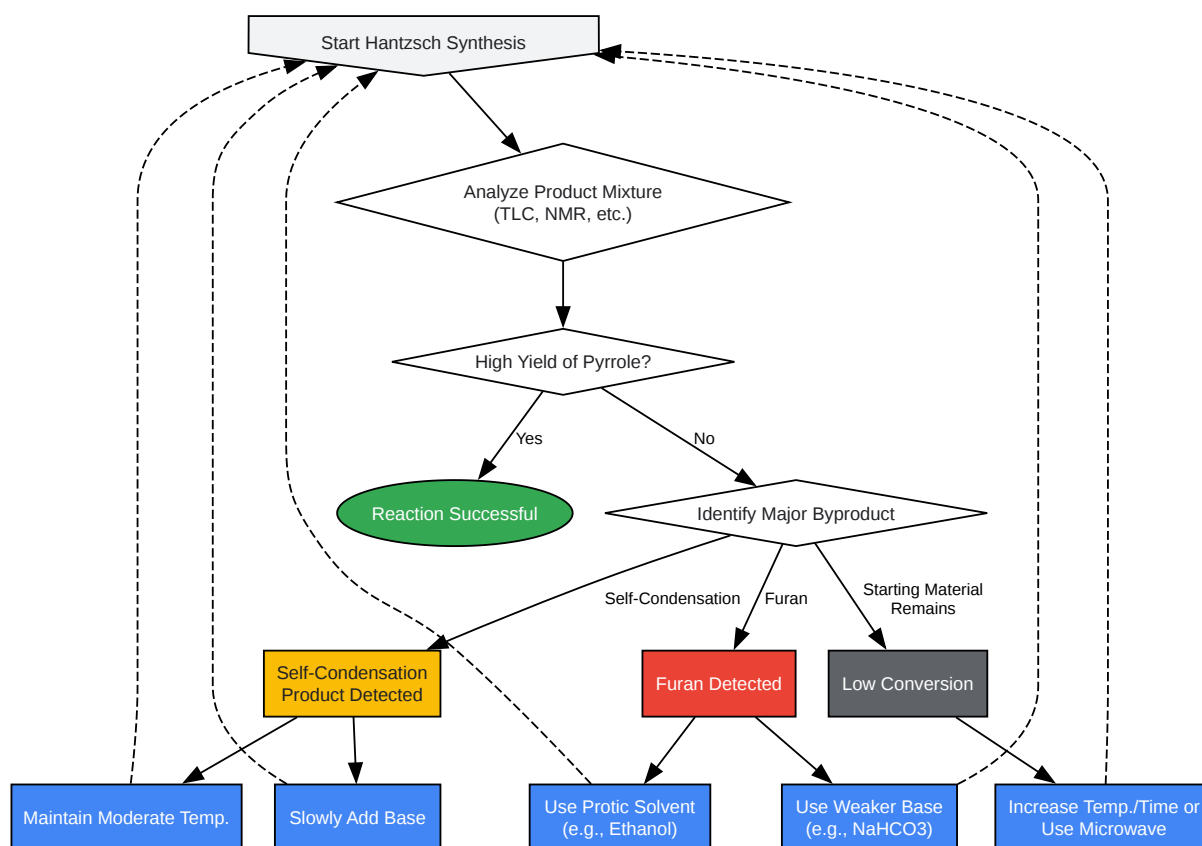 Start Hantzsch Synthesis
Analyze Product Mixture
(TLC, NMR, etc.)
High Yield of Pyrrole?
Yes
No
Reaction Successful
Identify Major Byproduct
Self-Condensation
Furan
Starting Material
Remains
Self-Condensation
Product Detected
Furan Detected
Low Conversion
Maintain Moderate Temp.
Slowly Add Base
Use Protic Solvent
(e.g., Ethanol)
Use Weaker Base
(e.g., NaHCO3)
Increase Temp./Time or
Use Microwave